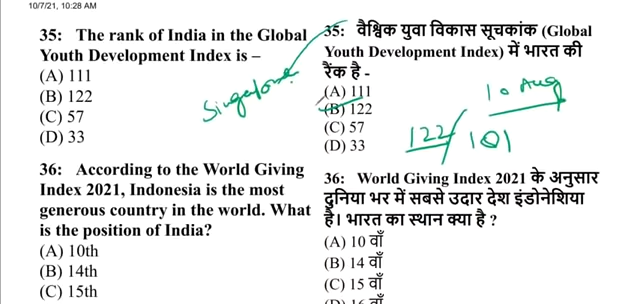 10/7/21, 10:28 AM
35: The rank of India in the Global
Youth Development Index is –
(A) 111
(B) 122
(C) 57
(D) 33
36: According to the World Giving
Index 2021, Indonesia is the most
generous country in the world. What
is the position of India?
(A) 10th
(B) 14th
(C) 15th
Singapore
35: वैश्विक युवा विकास सूचकांक (Global
Youth Development Index) में भारत की
रैंक है -
(A) 111
(B) 122
(C) 57
(D) 33
10 Aug
122/181
36: World Giving Index 2021 के अनुसार
दुनिया भर में सबसे उदार देश इंडोनेशिया
है। भारत का स्थान क्या है ?
(A) 10 वाँ
(B) 14 वाँ
(C) 15 वाँ
(D) 16 वाँ